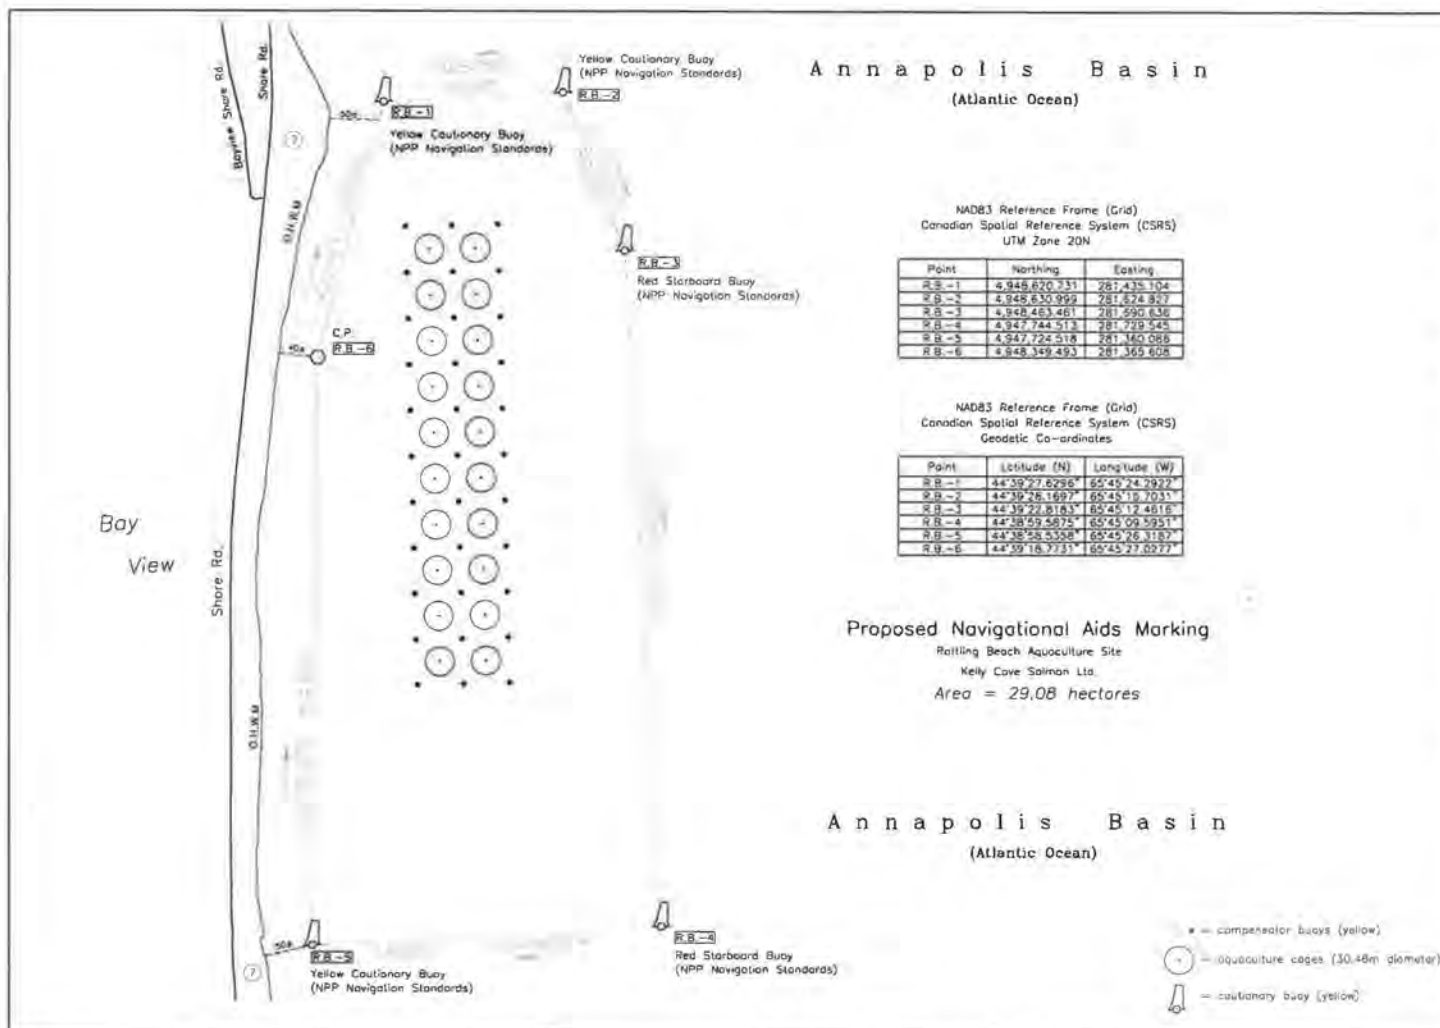 Yellow Cautionary Buoy
(NPP Navigation Standards)
R.B.-2
Annapolis Basin
(Atlantic Ocean)
Shore Rd.
Bayview Shore Rd.
R.B.-1
Yellow Cautionary Buoy
(NPP Navigation Standards)
O.H.W.M
NAD83 Reference Frame (Grid)
Canadian Spatial Reference System (CSRS)
UTM Zone 20N
Point Northing Easting
R.B.-1 4,948,620.731 281,435.104
R.B.-2 4,948,630.999 281,624.827
R.B.-3 4,948,463.461 281,690.636
R.B.-4 4,947,744.513 281,729.545
R.B.-5 4,947,724.518 281,360.088
R.B.-6 4,948,349.493 281,365.608
R.B.-3
Red Starboard Buoy
(NPP Navigation Standards)
C.P.
R.B.-6
NAD83 Reference Frame (Grid)
Canadian Spatial Reference System (CSRS)
Geodetic Co-ordinates
Point Latitude (N) Longitude (W)
R.B.-1 44°39'27.6296" 65°45'24.2922"
R.B.-2 44°39'28.1697" 65°45'15.7031"
R.B.-3 44°39'22.8183" 65°45'12.4616"
R.B.-4 44°38'59.5875" 65°45'09.5951"
R.B.-5 44°38'58.5358" 65°45'26.3187"
R.B.-6 44°39'18.7731" 65°45'27.0277"
Bay
View
Shore Rd.
Proposed Navigational Aids Marking
Rattling Beach Aquaculture Site
Kelly Cove Salmon Ltd.
Area = 29.08 hectares
O.H.W.M
Annapolis Basin
(Atlantic Ocean)
R.B.-4
Red Starboard Buoy
(NPP Navigation Standards)
R.B.-5
Yellow Cautionary Buoy
(NPP Navigation Standards)
= compensator buoys (yellow)
= aquaculture cages (30.48m diameter)
= cautionary buoy (yellow)